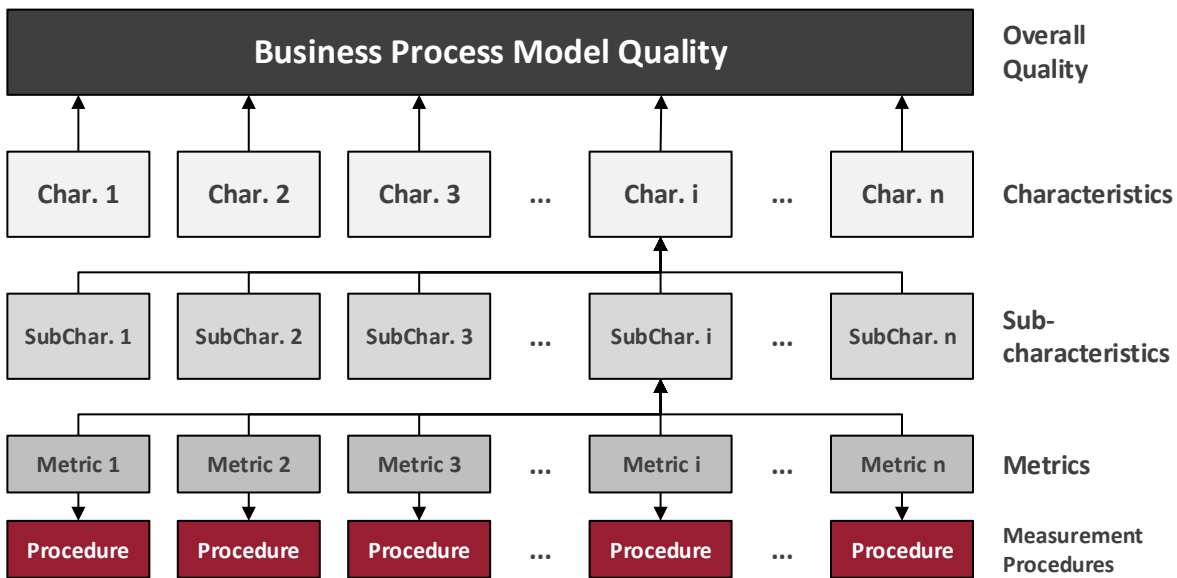 Business Process Model Quality
Overall
Quality
Char. 1
Char. 2
Char. 3
...
Char. i
...
Char. n
Characteristics
SubChar. 1
SubChar. 2
SubChar. 3
...
SubChar. i
...
SubChar. n
Sub-
characteristics
Metric 1
Metric 2
Metric 3
...
Metric i
...
Metric n
Metrics
Procedure
Procedure
Procedure
...
Procedure
...
Procedure
Measurement
Procedures